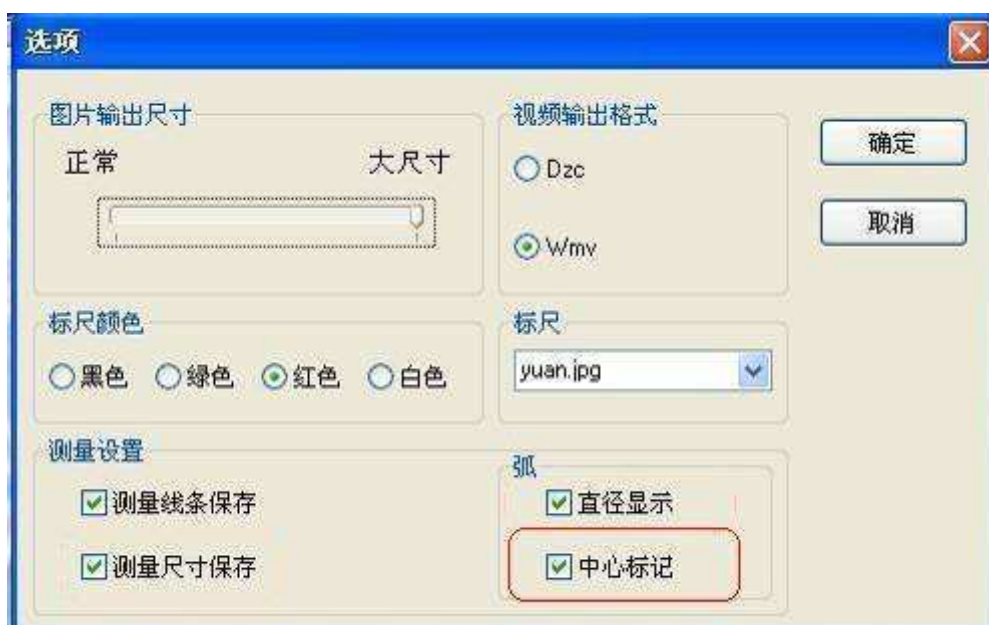 选项
图片输出尺寸
正常 大尺寸
视频输出格式
Dzc
Wmv
确定
取消
标尺颜色
黑色 绿色 红色 白色
标尺
yuan.jpg
测量设置
测量线条保存
测量尺寸保存
弧
直径显示
中心标记